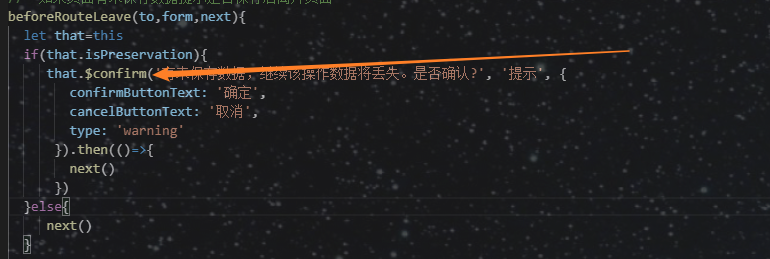 beforeRouteLeave(to,form,next){
let that=this
if(that.isPreservation){
that.$confirm('有未保存数据，继续该操作数据将丢失。是否确认?', '提示', {
confirmButtonText: '确定',
cancelButtonText: '取消',
type: 'warning'
}).then(()=>{
next()
})
}else{
next()
}